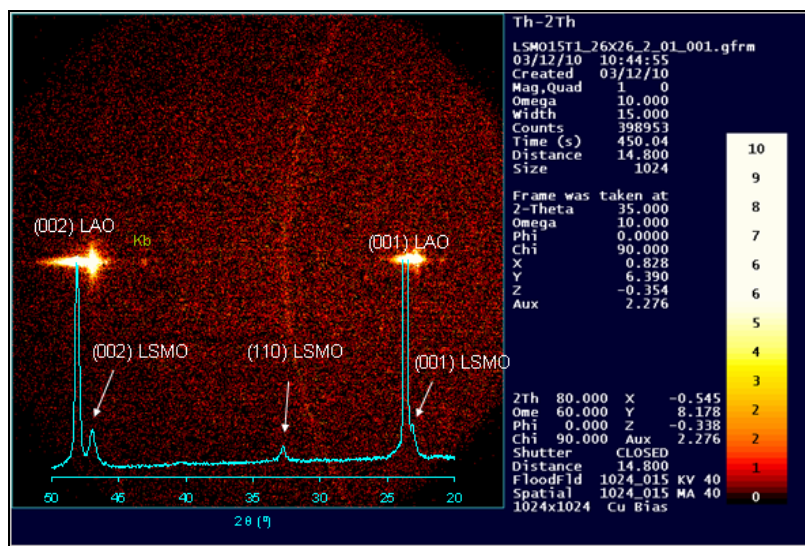 Th-2Th
LSMO15T1_26X26_2_01_001.gfrm
03/12/10 10:44:55
Created 03/12/10
Mag,Quad 1 0
Omega 10.000
Width 15.000
Counts 398953
Time (s) 450.04
Distance 14.800
Size 1024
Frame was taken at
2-Theta 35.000
Omega 10.000
Phi 0.0000
Chi 90.000
X 0.828
Y 6.390
Z -0.354
Aux 2.276
2Th 80.000 X -0.545
Ome 60.000 Y 8.178
Phi 0.000 Z -0.338
Chi 90.000 Aux 2.276
Shutter CLOSED
Distance 14.800
FloodFld 1024_015 KV 40
Spatial 1024_015 MA 40
1024x1024 Cu Bias
10
9
8
7
6
6
5
4
3
2
2
1
0
(002) LAO
Kb
(001) LAO
(002) LSMO
(110) LSMO
(001) LSMO
50 45 40 35 30 25 20
2 θ (º)